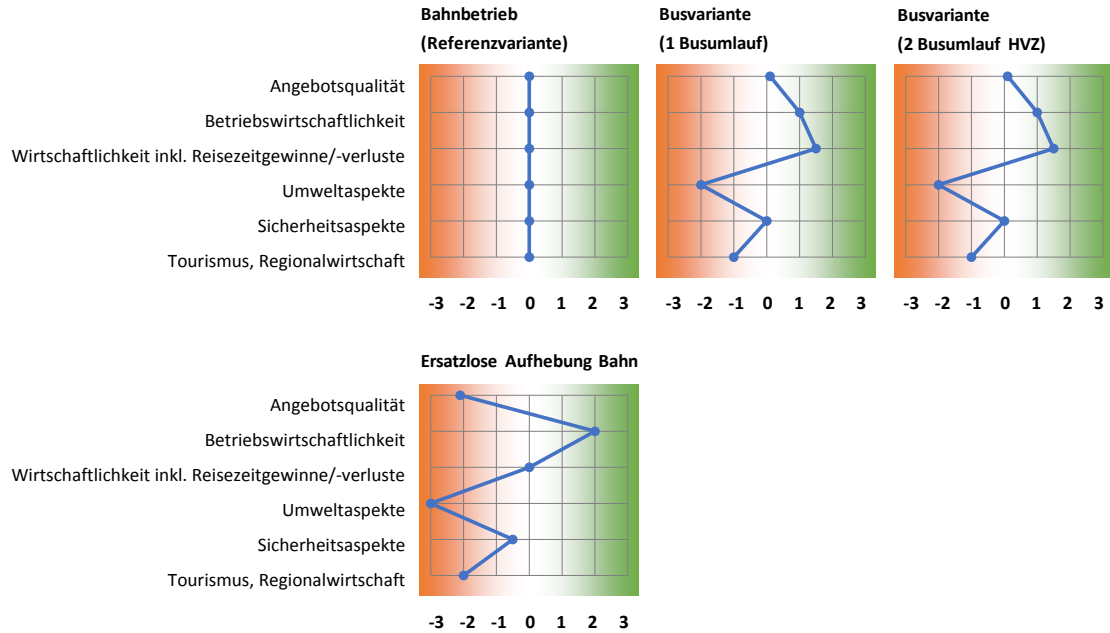 Bahnbetrieb
(Referenzvariante)
Busvariante
(1 Busumlauf)
Busvariante
(2 Busumlauf HVZ)
Angebotsqualität
Betriebswirtschaftlichkeit
Wirtschaftlichkeit inkl. Reisezeitgewinne/-verluste
Umweltaspekte
Sicherheitsaspekte
Tourismus, Regionalwirtschaft
-3 -2 -1 0 1 2 3
-3 -2 -1 0 1 2 3
-3 -2 -1 0 1 2 3
Ersatzlose Aufhebung Bahn
Angebotsqualität
Betriebswirtschaftlichkeit
Wirtschaftlichkeit inkl. Reisezeitgewinne/-verluste
Umweltaspekte
Sicherheitsaspekte
Tourismus, Regionalwirtschaft
-3 -2 -1 0 1 2 3